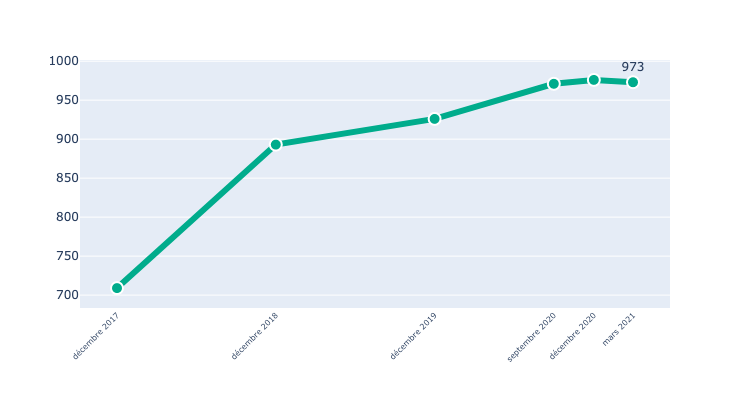 1000
973
950
900
850
800
750
700
décembre 2017
décembre 2018
décembre 2019
septembre 2020
décembre 2020
mars 2021